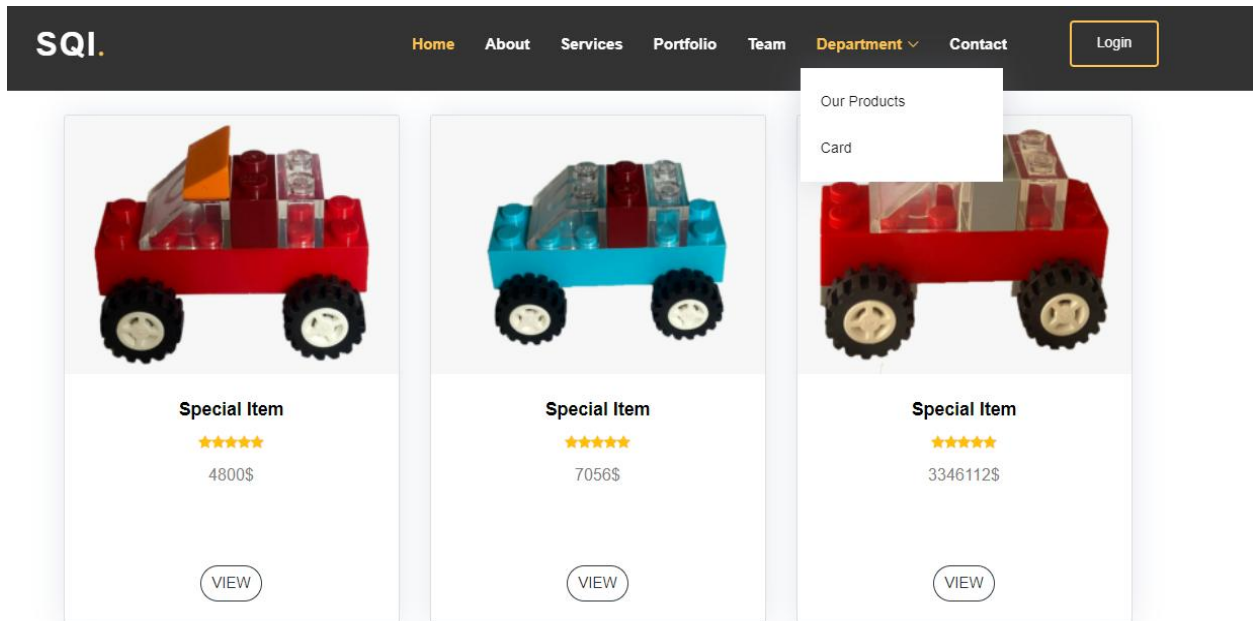 SQI.
Home About Services Portfolio Team Department Contact Login
Our Products
Card
Special Item Special Item Special Item
4800$ 7056$ 3346112$
VIEW VIEW VIEW